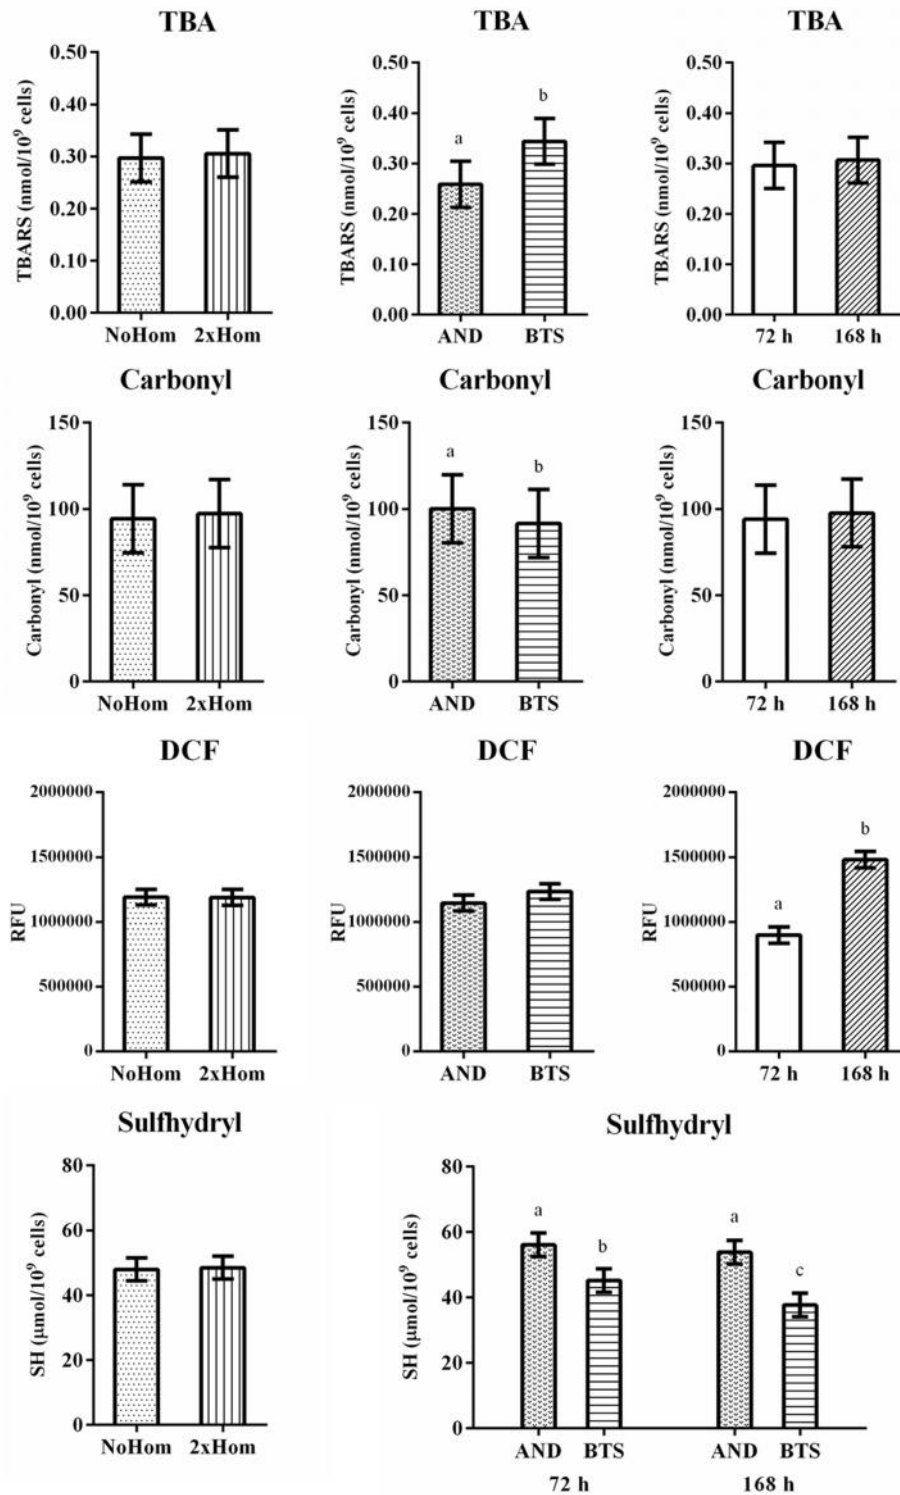 TBA
TBARS (nmol/10⁹ cells)
0.50
0.40
0.30
0.20
0.10
0.00
NoHom 2xHom
TBA
TBARS (nmol/10⁹ cells)
0.50
0.40
0.30
0.20
0.10
0.00
a
b
AND BTS
TBA
TBARS (nmol/10⁹ cells)
0.50
0.40
0.30
0.20
0.10
0.00
72 h 168 h
Carbonyl
Carbonyl (nmol/10⁹ cells)
150
100
50
0
NoHom 2xHom
Carbonyl
Carbonyl (nmol/10⁹ cells)
150
100
50
0
a
b
AND BTS
Carbonyl
Carbonyl (nmol/10⁹ cells)
150
100
50
0
72 h 168 h
DCF
RFU
2000000
1500000
1000000
500000
0
NoHom 2xHom
DCF
RFU
2000000
1500000
1000000
500000
0
AND BTS
DCF
RFU
2000000
1500000
1000000
500000
0
a
b
72 h 168 h
Sulfhydryl
SH (µmol/10⁹ cells)
80
60
40
20
0
NoHom 2xHom
Sulfhydryl
SH (µmol/10⁹ cells)
80
60
40
20
0
a
b
a
c
AND BTS AND BTS
72 h 168 h